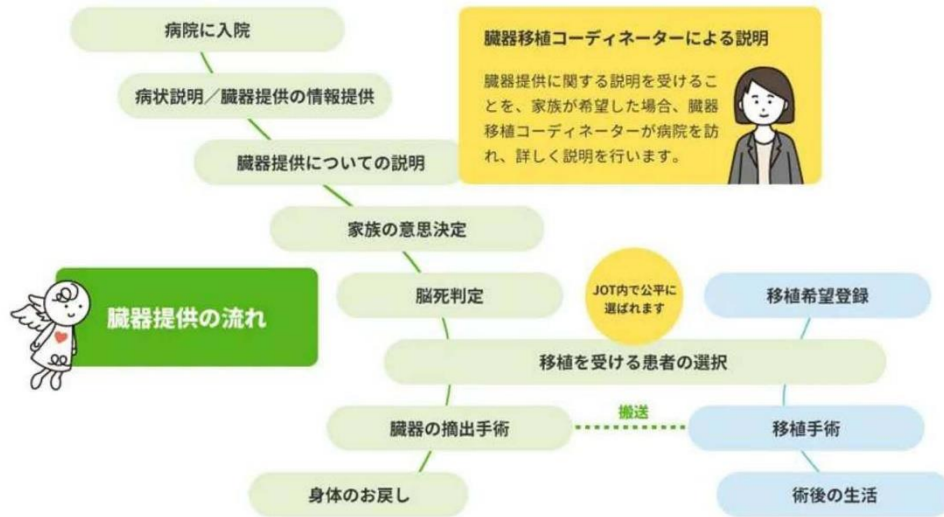 病院に入院
病状説明／臓器提供の情報提供
臓器提供についての説明
臓器移植コーディネーターによる説明
臓器提供に関する説明を受けるこ
とを、家族が希望した場合、臓器
移植コーディネーターが病院を訪
れ、詳しく説明を行います。
家族の意思決定
臓器提供の流れ
脳死判定
JOT内で公平に
選ばれます
移植希望登録
移植を受ける患者の選択
臓器の摘出手術
搬送
移植手術
身体のお戻し
術後の生活